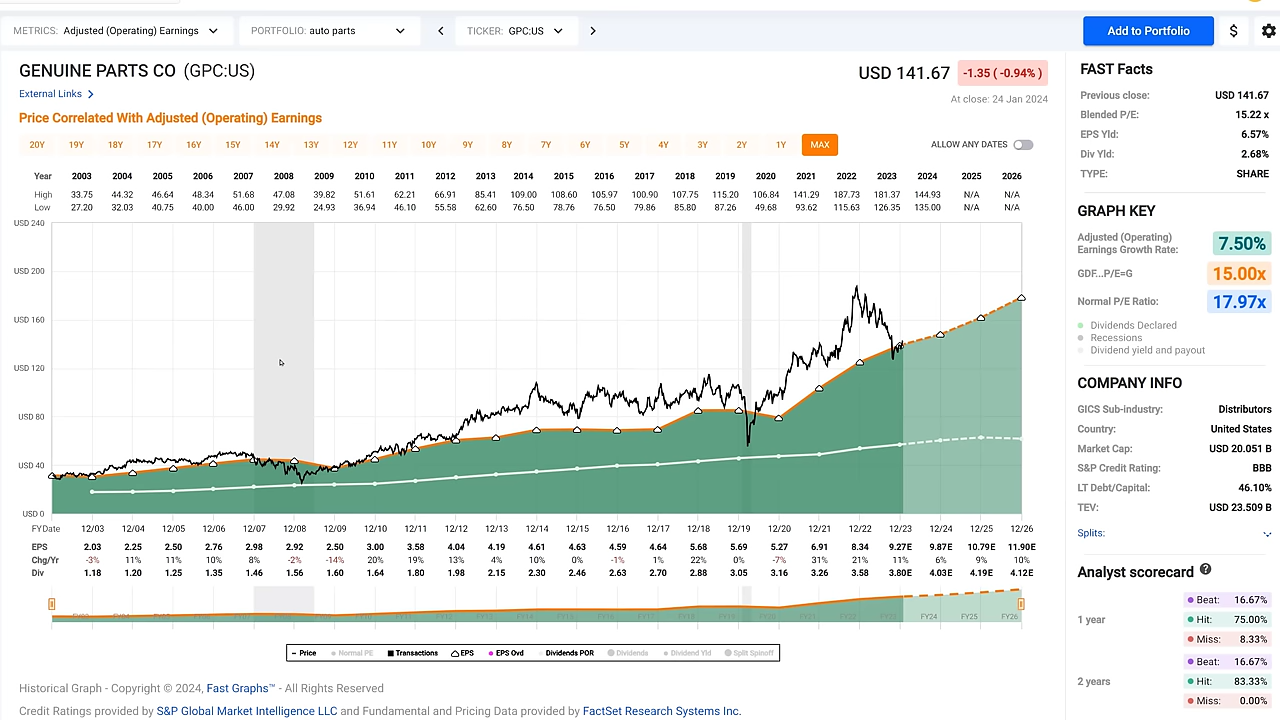 METRICS: Adjusted (Operating) Earnings PORTFOLIO: auto parts TICKER: GPC:US Add to Portfolio $
GENUINE PARTS CO (GPC:US) USD 141.67 -1.35 ( -0.94% )
External Links At close: 24 Jan 2024
Price Correlated With Adjusted (Operating) Earnings
20Y 19Y 18Y 17Y 16Y 15Y 14Y 13Y 12Y 11Y 10Y 9Y 8Y 7Y 6Y 5Y 4Y 3Y 2Y 1Y MAX ALLOW ANY DATES
Year 2003 2004 2005 2006 2007 2008 2009 2010 2011 2012 2013 2014 2015 2016 2017 2018 2019 2020 2021 2022 2023 2024 2025 2026
High 33.75 44.32 46.64 48.34 51.68 47.08 39.82 51.61 62.21 66.91 85.41 109.00 108.60 105.97 100.90 107.75 115.20 106.84 141.29 187.73 181.37 144.93 N/A N/A
Low 27.20 32.03 40.75 40.00 46.00 29.92 24.93 36.94 46.10 55.58 62.60 76.50 78.76 76.50 79.86 85.80 87.26 49.68 93.62 115.63 126.35 135.00 N/A N/A
USD 240
USD 200
USD 160
USD 120
USD 80
USD 40
USD 0
FYDate 12/03 12/04 12/05 12/06 12/07 12/08 12/09 12/10 12/11 12/12 12/13 12/14 12/15 12/16 12/17 12/18 12/19 12/20 12/21 12/22 12/23 12/24 12/25 12/26
EPS 2.03 2.25 2.50 2.76 2.98 2.92 2.50 3.00 3.58 4.04 4.19 4.61 4.63 4.59 4.64 5.68 5.69 5.27 6.91 8.34 9.27E 9.87E 10.79E 11.90E
Chg/Yr -3% 11% 11% 10% 8% -2% -14% 20% 19% 13% 4% 10% 0% -1% 1% 22% 0% -7% 31% 21% 11% 6% 9% 10%
Div 1.18 1.20 1.25 1.35 1.46 1.56 1.60 1.64 1.80 1.98 2.15 2.30 2.46 2.63 2.70 2.88 3.05 3.16 3.26 3.58 3.80E 4.03E 4.19E 4.12E
FY24 FY25 FY26
Price Normal PE Transactions EPS EPS Ovd Dividends POR Dividends Dividend Yld Split Spinoff
Historical Graph - Copyright © 2024, Fast Graphs™ - All Rights Reserved
Credit Ratings provided by S&P Global Market Intelligence LLC and Fundamental and Pricing Data provided by FactSet Research Systems Inc.
FAST Facts
Previous close: USD 141.67
Blended P/E: 15.22 x
EPS Yld: 6.57%
Div Yld: 2.68%
TYPE: SHARE
GRAPH KEY
Adjusted (Operating)
Earnings Growth Rate: 7.50%
GDF...P/E=G 15.00x
Normal P/E Ratio: 17.97x
Dividends Declared
Recessions
Dividend yield and payout
COMPANY INFO
GICS Sub-industry: Distributors
Country: United States
Market Cap: USD 20.051 B
S&P Credit Rating: BBB
LT Debt/Capital: 46.10%
TEV: USD 23.509 B
Splits:
Analyst scorecard ?
Beat: 16.67%
1 year Hit: 75.00%
Miss: 8.33%
Beat: 16.67%
2 years Hit: 83.33%
Miss: 0.00%